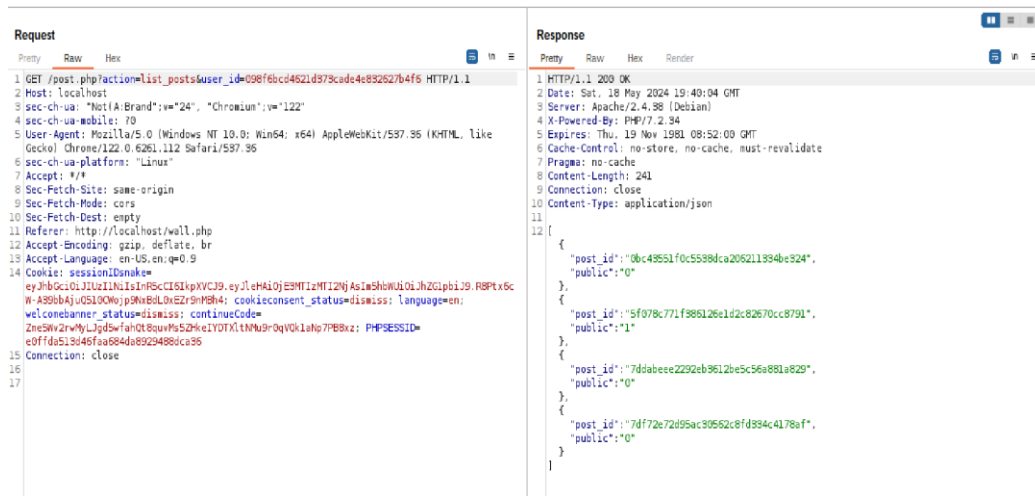 Request
Pretty Raw Hex
\n
1 GET /post.php?action=list_posts&user_id=098f6bcd4621d373cade4e832627b4f6 HTTP/1.1
2 Host: localhost
3 sec-ch-ua: "Not(A:Brand";v="24", "Chromium";v="122"
4 sec-ch-ua-mobile: ?0
5 User-Agent: Mozilla/5.0 (Windows NT 10.0; Win64; x64) AppleWebKit/537.36 (KHTML, like
Gecko) Chrome/122.0.6261.112 Safari/537.36
6 sec-ch-ua-platform: "Linux"
7 Accept: */*
8 Sec-Fetch-Site: same-origin
9 Sec-Fetch-Mode: cors
10 Sec-Fetch-Dest: empty
11 Referer: http://localhost/wall.php
12 Accept-Encoding: gzip, deflate, br
13 Accept-Language: en-US,en;q=0.9
14 Cookie: sessionIDsnake=
cookieconsent_status=dismiss; language=en;
welcomebanner_status=dismiss; continueCode=
PHPSESSID=
e0ffda513d46faa684da8929488dca36
15 Connection: close
16
17
Response
Pretty Raw Hex Render
\n
1 HTTP/1.1 200 OK
2 Date: Sat, 18 May 2024 19:40:04 GMT
3 Server: Apache/2.4.38 (Debian)
4 X-Powered-By: PHP/7.2.34
5 Expires: Thu, 19 Nov 1981 08:52:00 GMT
6 Cache-Control: no-store, no-cache, must-revalidate
7 Pragma: no-cache
8 Content-Length: 241
9 Connection: close
10 Content-Type: application/json
11
12 [
{
"post_id":"0bc43551f0c5538dca206211334be324",
"public":"0"
},
{
"post_id":"5f078c771f386126e1d2c82670cc8791",
"public":"1"
},
{
"post_id":"7ddabeee2292eb3612be5c56a881a829",
"public":"0"
},
{
"post_id":"7df72e72d95ac30562c8fd334c4178af",
"public":"0"
}
]